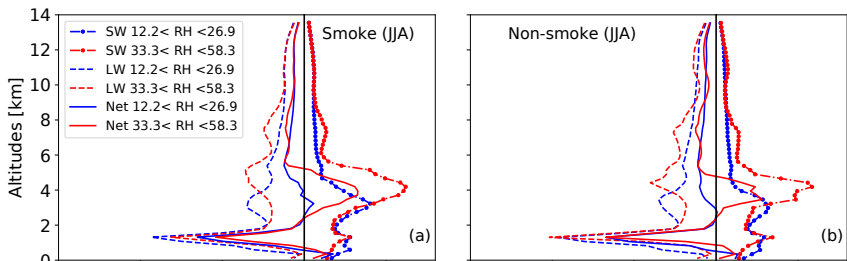 14
12
10
8
6
4
2
0
Altitudes [km]
SW 12.2< RH <26.9
SW 33.3< RH <58.3
LW 12.2< RH <26.9
LW 33.3< RH <58.3
Net 12.2< RH <26.9
Net 33.3< RH <58.3
Smoke (JJA)
(a)
Non-smoke (JJA)
(b)